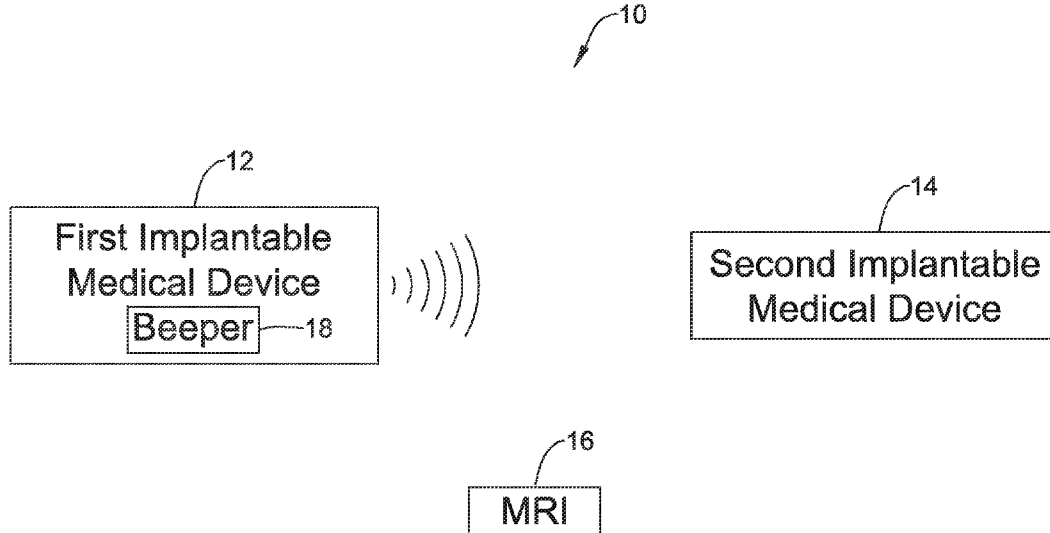 10
12
First Implantable
Medical Device
Beeper
18
14
Second Implantable
Medical Device
16
MRI